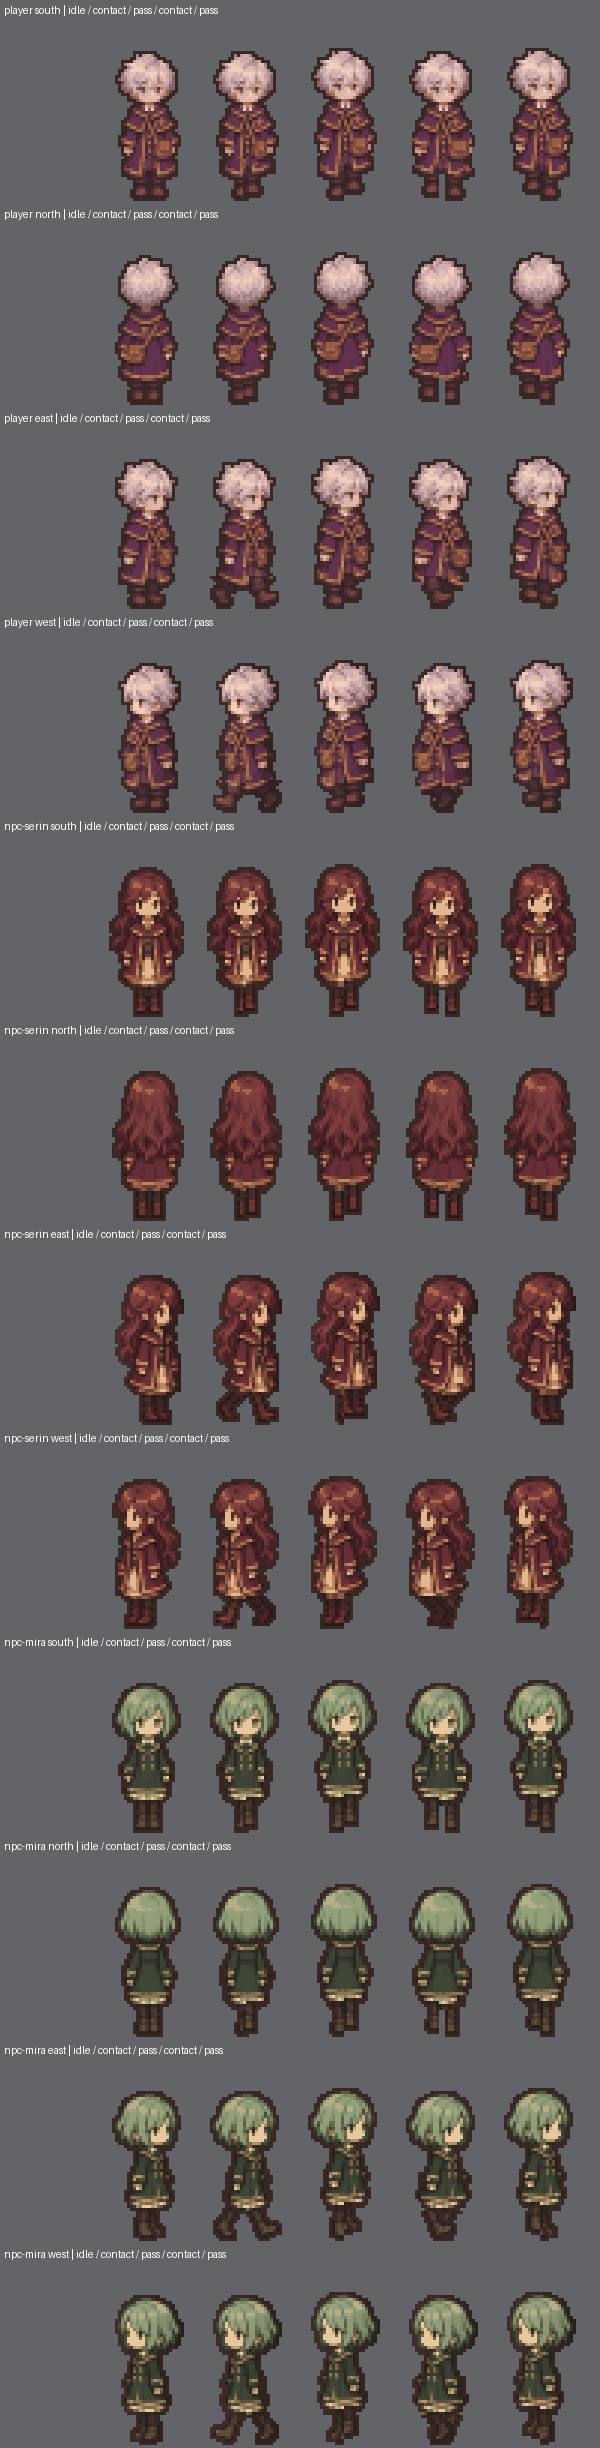 player south | idle / contact / pass / contact / pass
player north | idle / contact / pass / contact / pass
player east | idle / contact / pass / contact / pass
player west | idle / contact / pass / contact / pass
npc-serin south | idle / contact / pass / contact / pass
npc-serin north | idle / contact / pass / contact / pass
npc-serin east | idle / contact / pass / contact / pass
npc-serin west | idle / contact / pass / contact / pass
npc-mira south | idle / contact / pass / contact / pass
npc-mira north | idle / contact / pass / contact / pass
npc-mira east | idle / contact / pass / contact / pass
npc-mira west | idle / contact / pass / contact / pass